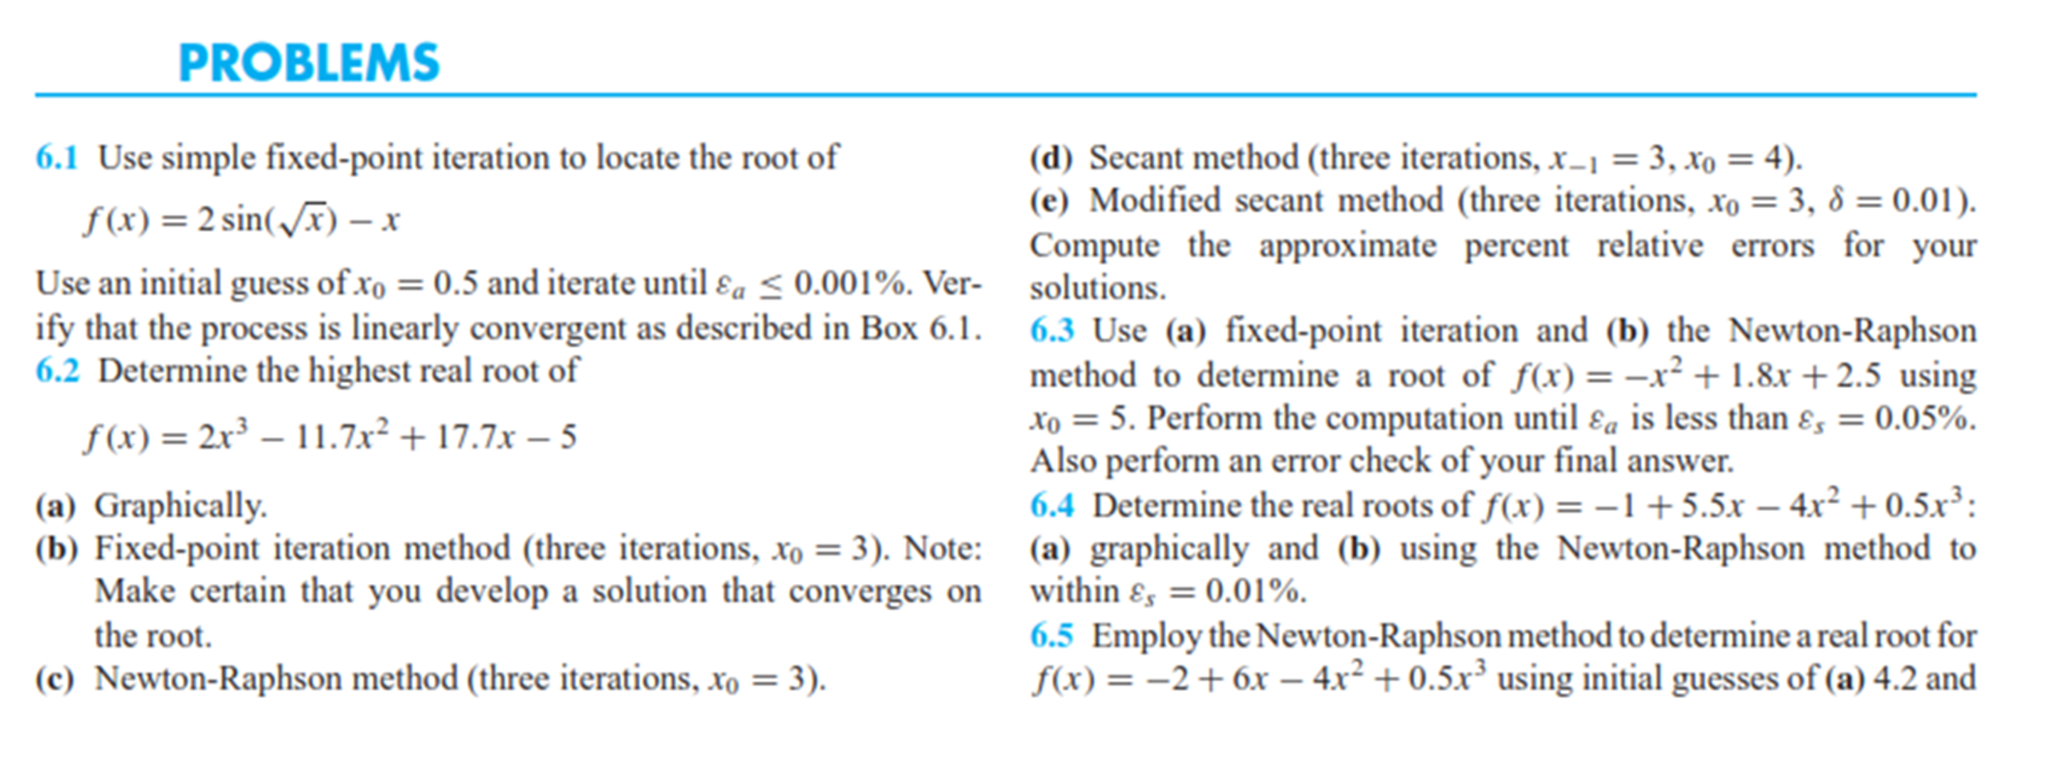 PROBLEMS
6.1 Use simple fixed-point iteration to locate the root of
f(x) = 2 sin(√x) − x
Use an initial guess of x₀ = 0.5 and iterate until εₐ ≤ 0.001%. Ver-
ify that the process is linearly convergent as described in Box 6.1.
6.2 Determine the highest real root of
f(x) = 2x³ − 11.7x² + 17.7x − 5
(a) Graphically.
(b) Fixed-point iteration method (three iterations, x₀ = 3). Note:
Make certain that you develop a solution that converges on
the root.
(c) Newton-Raphson method (three iterations, x₀ = 3).
(d) Secant method (three iterations, x₋₁ = 3, x₀ = 4).
(e) Modified secant method (three iterations, x₀ = 3, δ = 0.01).
Compute the approximate percent relative errors for your
solutions.
6.3 Use (a) fixed-point iteration and (b) the Newton-Raphson
method to determine a root of f(x) = −x² + 1.8x + 2.5 using
x₀ = 5. Perform the computation until εₐ is less than εₛ = 0.05%.
Also perform an error check of your final answer.
6.4 Determine the real roots of f(x) = −1 + 5.5x − 4x² + 0.5x³:
(a) graphically and (b) using the Newton-Raphson method to
within εₛ = 0.01%.
6.5 Employ the Newton-Raphson method to determine a real root for
f(x) = −2 + 6x − 4x² + 0.5x³ using initial guesses of (a) 4.2 and